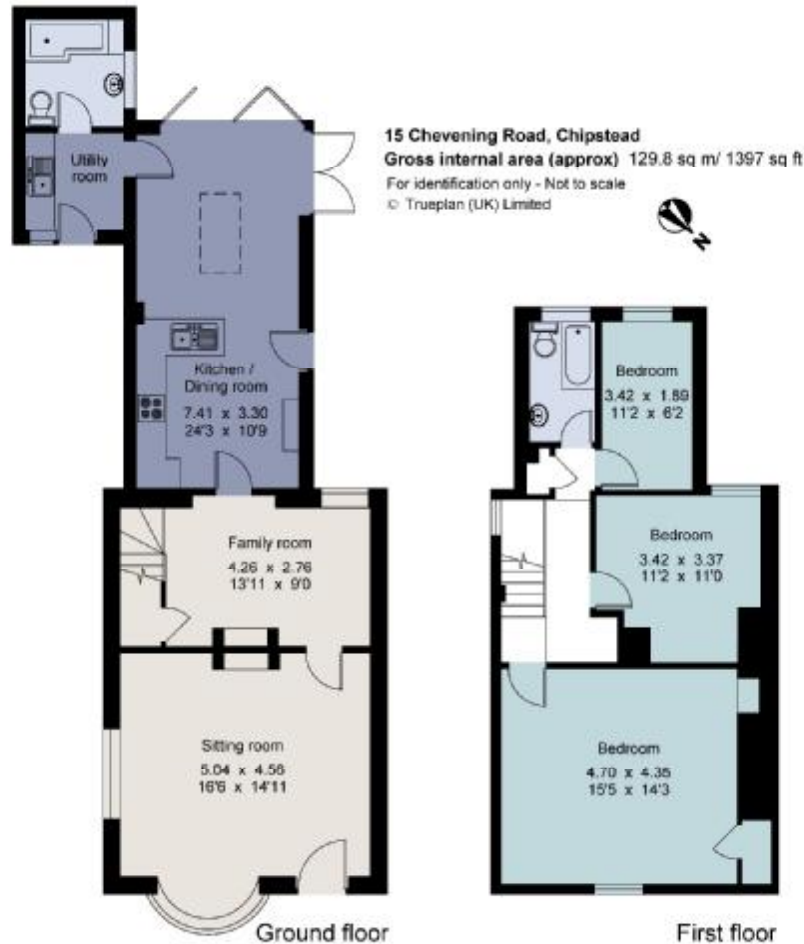 15 Chevening Road, Chipstead
Gross internal area (approx) 129.8 sq m/ 1397 sq ft
For identification only - Not to scale
© Trueplan (UK) Limited
N
Utility
room
Kitchen /
Dining room
7.41 x 3.30
24'3 x 10'9
Family room
4.26 x 2.76
13'11 x 9'0
Sitting room
5.04 x 4.56
16'6 x 14'11
Ground floor
Bedroom
3.42 x 1.89
11'2 x 6'2
Bedroom
3.42 x 3.37
11'2 x 11'0
Bedroom
4.70 x 4.35
15'5 x 14'3
First floor